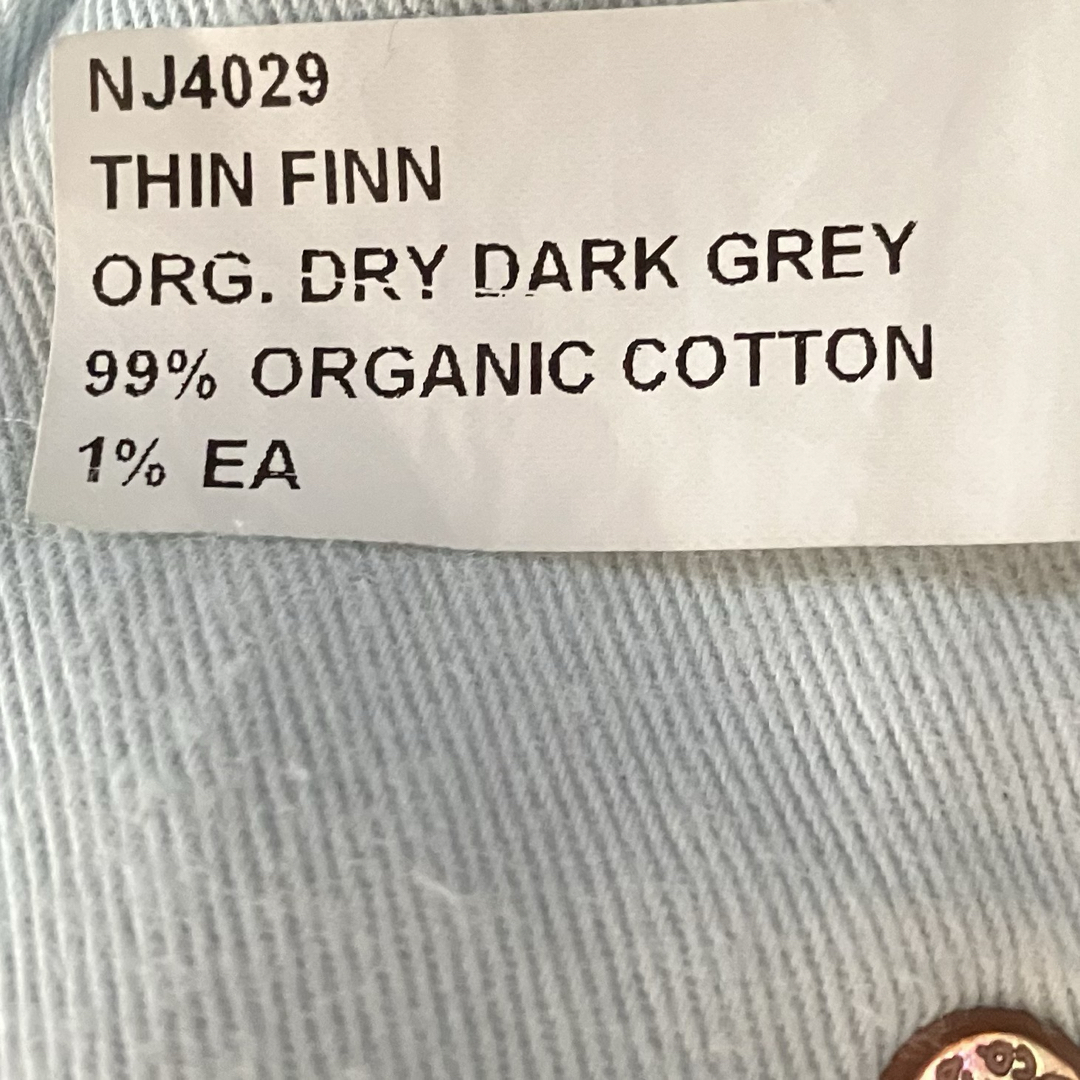 NJ4029
THIN FINN
ORG. DRY DARK GREY
99% ORGANIC COTTON
1% EA